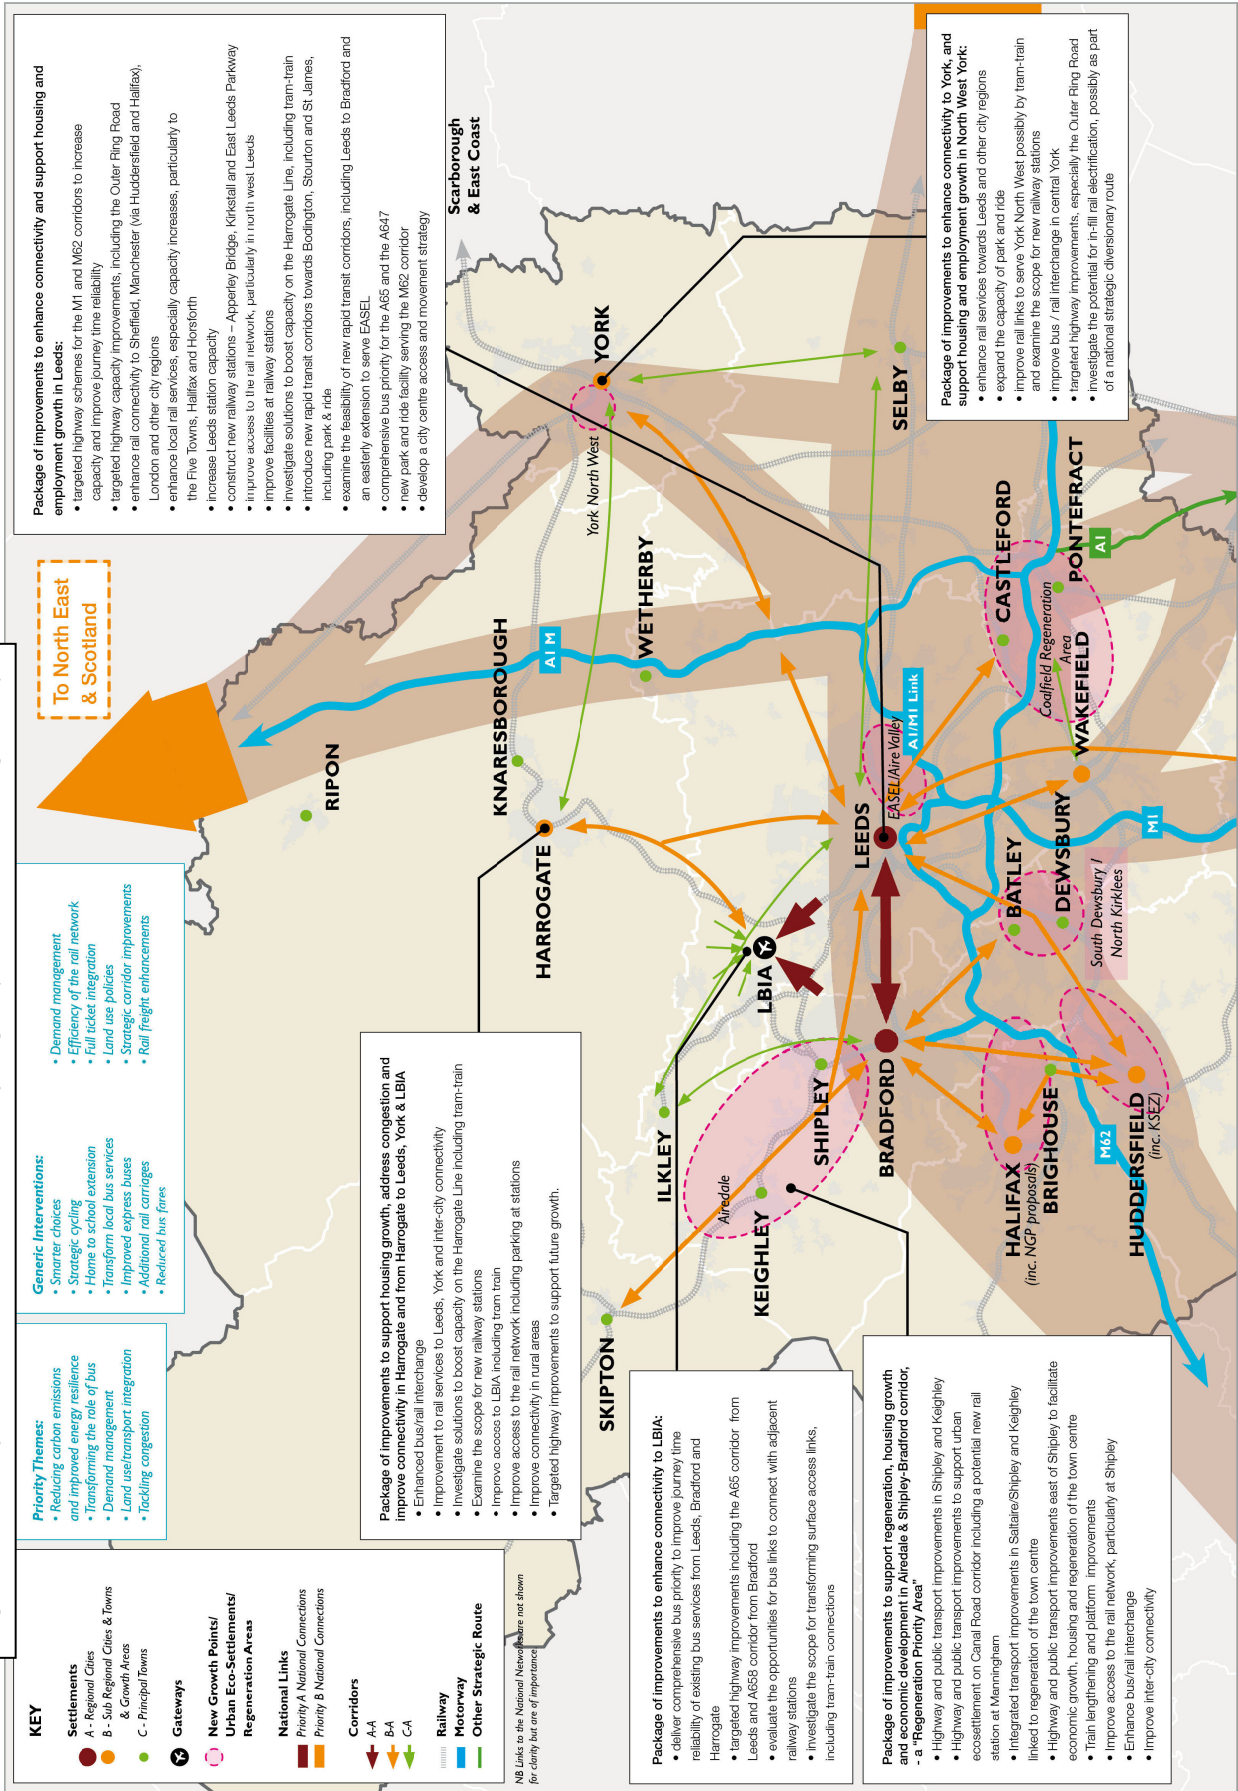 KEY
Settlements
A - Regional Cities
B - Sub Regional Cities & Towns
& Growth Areas
C - Principal Towns
Gateways
New Growth Points/
Urban Eco-Settlements/
Regeneration Areas
National Links
Priority A National Connections
Priority B National Connections
Corridors
A-A
B-A
C-A
Railway
Motorway
Other Strategic Route
NB Links to the National Networks are not shown
for clarity but are of importance
Priority Themes:
• Reducing carbon emissions
and improved energy resilience
• Transforming the role of bus
• Demand management
• Land use/transport integration
• Tackling congestion
Generic Interventions:
• Smarter choices
• Strategic cycling
• Home to school extension
• Transform local bus services
• Improved express buses
• Additional rail carriages
• Reduced bus fares
• Demand management
• Efficiency of the rail network
• Full ticket integration
• Land use policies
• Strategic corridor improvements
• Rail freight enhancements
To North East
& Scotland
Package of improvements to enhance connectivity and support housing and
employment growth in Leeds:
• targeted highway schemes for the M1 and M62 corridors to increase
capacity and improve journey time reliability
• targeted highway capacity improvements, including the Outer Ring Road
• enhance rail connectivity to Sheffield, Manchester (via Huddersfield and Halifax),
London and other city regions
• enhance local rail services, especially capacity increases, particularly to
the Five Towns, Halifax and Horsforth
• increase Leeds station capacity
• construct new railway stations – Apperley Bridge, Kirkstall and East Leeds Parkway
• improve access to the rail network, particularly in north west Leeds
• improve facilities at railway stations
• investigate solutions to boost capacity on the Harrogate Line, including tram-train
• introduce new rapid transit corridors towards Bodington, Stourton and St James,
including park & ride
• examine the feasibility of new rapid transit corridors, including Leeds to Bradford and
an easterly extension to serve EASEL
• comprehensive bus priority for the A65 and the A647
• new park and ride facility serving the M62 corridor
• develop a city centre access and movement strategy
Package of improvements to support housing growth, address congestion and
improve connectivity in Harrogate and from Harrogate to Leeds, York & LBIA
• Enhanced bus/rail interchange
• Improvement to rail services to Leeds, York and inter-city connectivity
• Investigate solutions to boost capacity on the Harrogate Line including tram-train
• Examine the scope for new railway stations
• Improvo access to LBIA including tram train
• Improve access to the rail network including parking at stations
• Improve connectivity in rural areas
• Targeted highway improvements to support future growth.
Package of improvements to enhance connectivity to LBIA:
• deliver comprehensive bus priority to improve journey time
reliability of existing bus services from Leeds, Bradford and
Harrogate
• targeted highway improvements including the A65 corridor from
Leeds and A658 corridor from Bradford
• evaluate the opportunities for bus links to connect with adjacent
railway stations
• Investigate the scope for transforming surface access links,
including tram-train connections
Package of improvements to support regeneration, housing growth
and economic development in Airedale & Shipley-Bradford corridor,
- a “Regeneration Priority Area”
• Highway and public transport improvements in Shipley and Keighley
• Highway and public transport improvements to support urban
ecosettlement on Canal Road corridor including a potential new rail
station at Manningham
• Integrated transport Improvements in Saltaire/Shipley and Keighley
linked to regeneration of the town centre
• Highway and public transport improvements east of Shipley to facilitate
economic growth, housing and regeneration of the town centre
• Train lengthening and platform improvements
• Improve access to the rail network, particularly at Shipley
• Enhance bus/rail interchange
• Improve inter-city connectivity
Package of improvements to enhance connectivity to York, and
support housing and employment growth in North West York:
• enhance rail services towards Leeds and other city regions
• expand the capacity of park and ride
• improve rail links to serve York North West possibly by tram-train
and examine the scope for new railway stations
• improve bus / rail interchange in central York
• targeted highway improvements, especially the Outer Ring Road
• investigate the potential for in-fill rail electrification, possibly as part
of a national strategic diversionary route
Scarborough
& East Coast
RIPON
KNARESBOROUGH
HARROGATE
A1 M
WETHERBY
York North West
YORK
SELBY
SKIPTON
ILKLEY
Airedale
KEIGHLEY
SHIPLEY
LBIA
BRADFORD
LEEDS
EASEL/Aire Valley
A1/M1 Link
CASTLEFORD
Coalfield Regeneration
Area
PONTEFRACT
A1
WAKEFIELD
M1
BATLEY
DEWSBURY
South Dewsbury /
North Kirklees
HALIFAX
(inc. NGP proposals)
BRIGHOUSE
M62
HUDDERSFIELD
(inc. KSEZ)